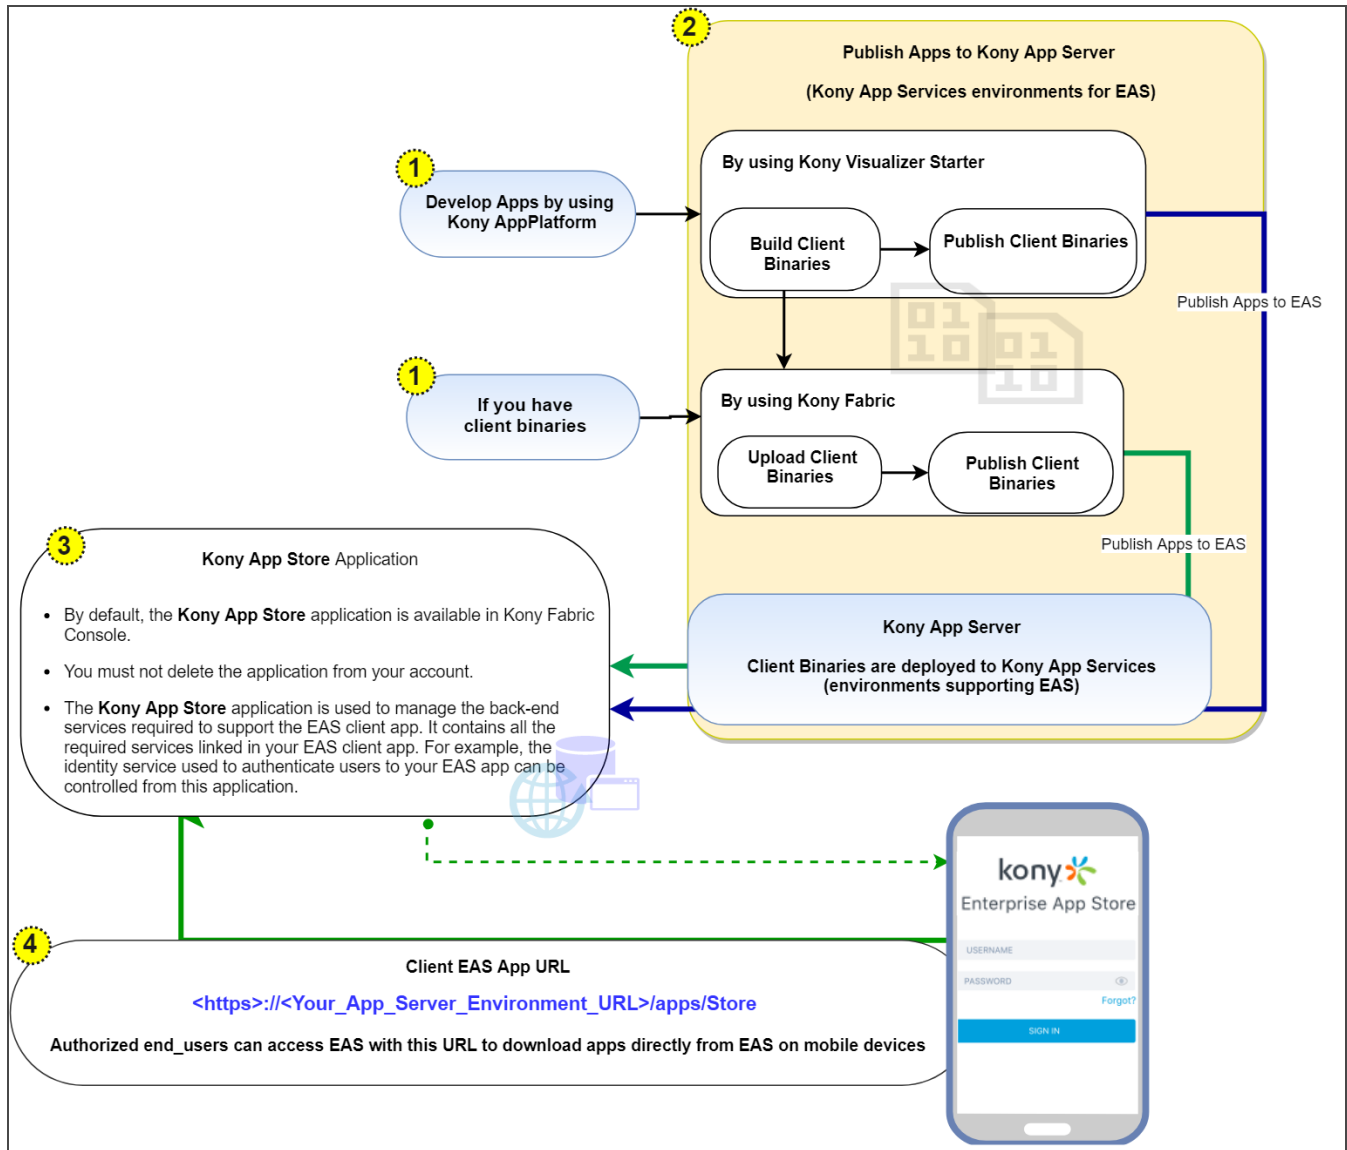 2
Publish Apps to Kony App Server
(Kony App Services environments for EAS)
1
Develop Apps by using
Kony AppPlatform
By using Kony Visualizer Starter
Build Client
Binaries
Publish Client Binaries
Publish Apps to EAS
1
If you have
client binaries
By using Kony Fabric
Upload Client
Binaries
Publish Client
Binaries
Publish Apps to EAS
01
10
01
10
Kony App Server
Client Binaries are deployed to Kony App Services
(environments supporting EAS)
3
Kony App Store Application
• By default, the Kony App Store application is available in Kony Fabric
Console.
• You must not delete the application from your account.
• The Kony App Store application is used to manage the back-end
services required to support the EAS client app. It contains all the
required services linked in your EAS client app. For example, the
identity service used to authenticate users to your EAS app can be
controlled from this application.
4
Client EAS App URL
<https>://<Your_App_Server_Environment_URL>/apps/Store
Authorized end_users can access EAS with this URL to download apps directly from EAS on mobile devices
kony
Enterprise App Store
USERNAME
PASSWORD
Forgot?
SIGN IN